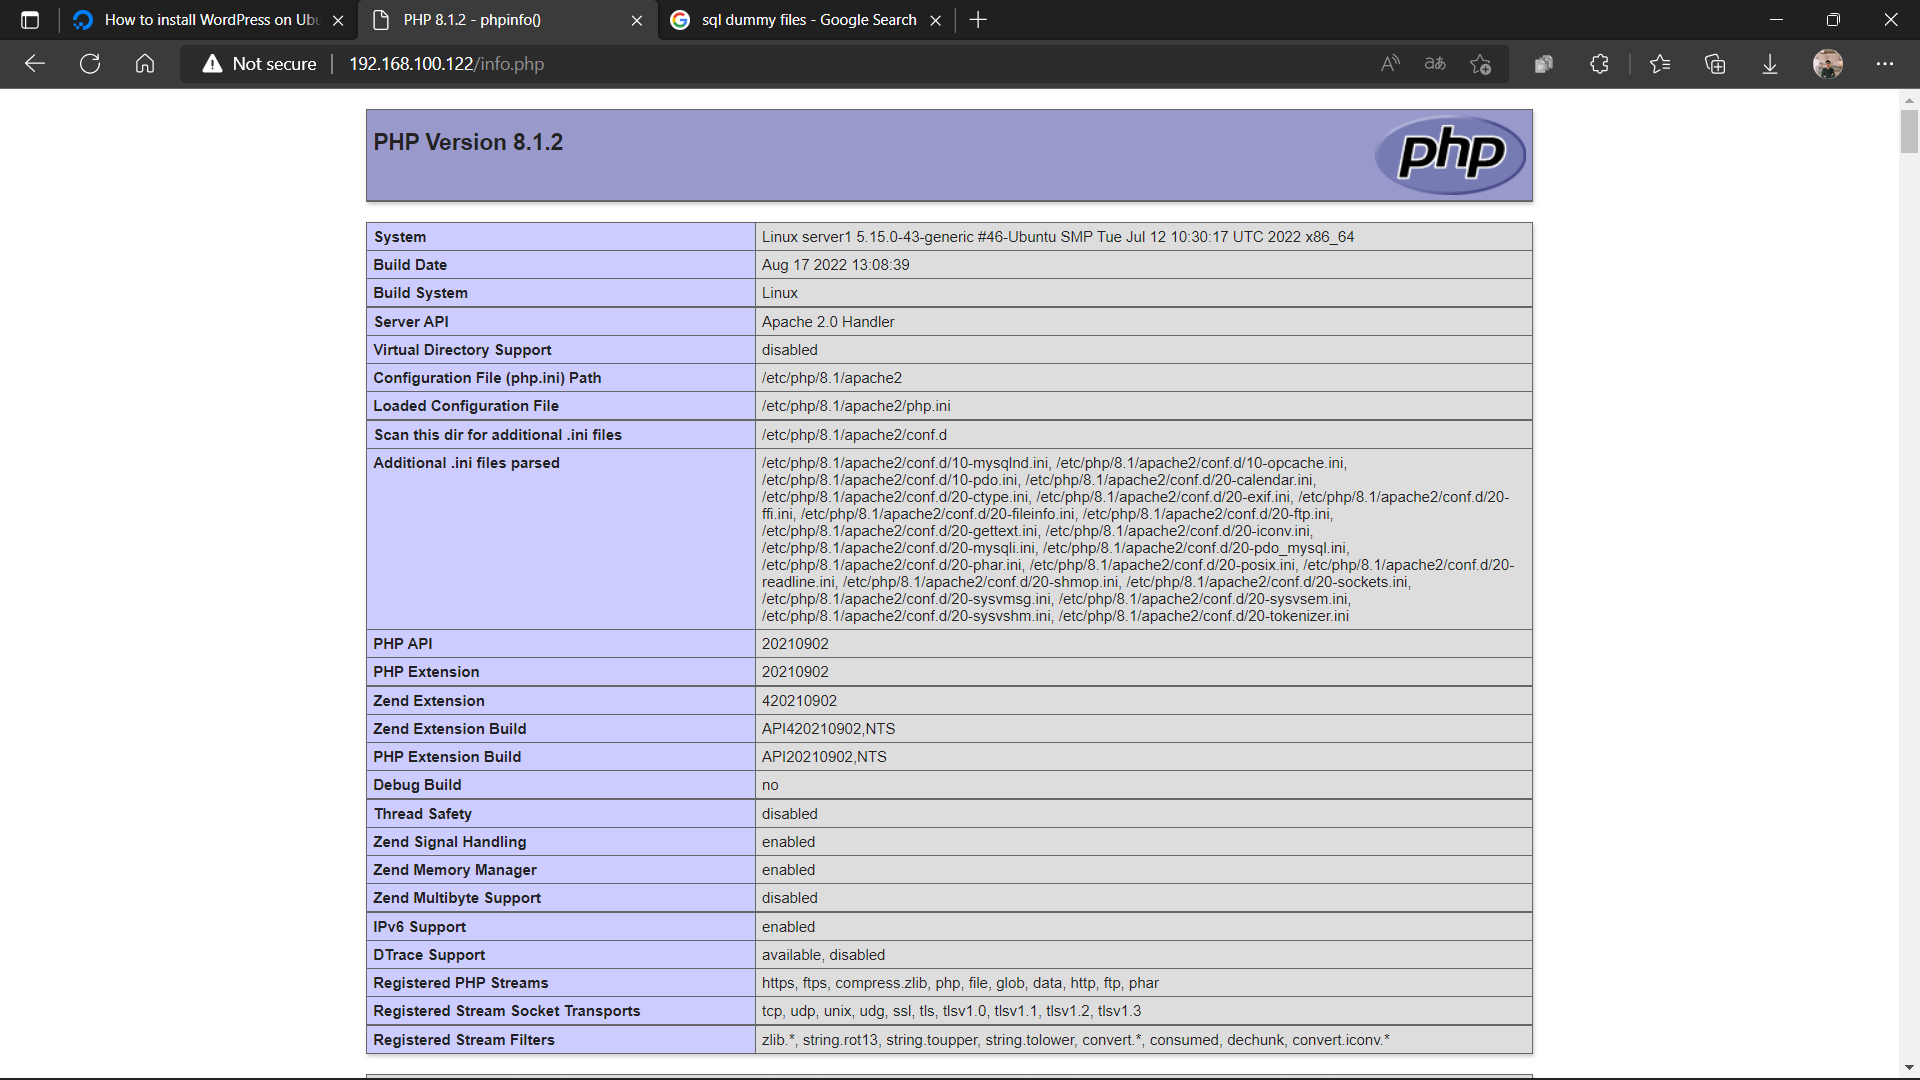 How to install WordPress on Ubu
PHP 8.1.2 - phpinfo()
sql dummy files - Google Search
Not secure
192.168.100.122/info.php
PHP Version 8.1.2
php
System Linux server1 5.15.0-43-generic #46-Ubuntu SMP Tue Jul 12 10:30:17 UTC 2022 x86_64
Build Date Aug 17 2022 13:08:39
Build System Linux
Server API Apache 2.0 Handler
Virtual Directory Support disabled
Configuration File (php.ini) Path /etc/php/8.1/apache2
Loaded Configuration File /etc/php/8.1/apache2/php.ini
Scan this dir for additional .ini files /etc/php/8.1/apache2/conf.d
Additional .ini files parsed /etc/php/8.1/apache2/conf.d/10-mysqlnd.ini, /etc/php/8.1/apache2/conf.d/10-opcache.ini,
/etc/php/8.1/apache2/conf.d/10-pdo.ini, /etc/php/8.1/apache2/conf.d/20-calendar.ini,
/etc/php/8.1/apache2/conf.d/20-ctype.ini, /etc/php/8.1/apache2/conf.d/20-exif.ini, /etc/php/8.1/apache2/conf.d/20-
ffi.ini, /etc/php/8.1/apache2/conf.d/20-fileinfo.ini, /etc/php/8.1/apache2/conf.d/20-ftp.ini,
/etc/php/8.1/apache2/conf.d/20-gettext.ini, /etc/php/8.1/apache2/conf.d/20-iconv.ini,
/etc/php/8.1/apache2/conf.d/20-mysqli.ini, /etc/php/8.1/apache2/conf.d/20-pdo_mysql.ini,
/etc/php/8.1/apache2/conf.d/20-phar.ini, /etc/php/8.1/apache2/conf.d/20-posix.ini, /etc/php/8.1/apache2/conf.d/20-
readline.ini, /etc/php/8.1/apache2/conf.d/20-shmop.ini, /etc/php/8.1/apache2/conf.d/20-sockets.ini,
/etc/php/8.1/apache2/conf.d/20-sysvmsg.ini, /etc/php/8.1/apache2/conf.d/20-sysvsem.ini,
/etc/php/8.1/apache2/conf.d/20-sysvshm.ini, /etc/php/8.1/apache2/conf.d/20-tokenizer.ini
PHP API 20210902
PHP Extension 20210902
Zend Extension 420210902
Zend Extension Build API420210902,NTS
PHP Extension Build API20210902,NTS
Debug Build no
Thread Safety disabled
Zend Signal Handling enabled
Zend Memory Manager enabled
Zend Multibyte Support disabled
IPv6 Support enabled
DTrace Support available, disabled
Registered PHP Streams https, ftps, compress.zlib, php, file, glob, data, http, ftp, phar
Registered Stream Socket Transports tcp, udp, unix, udg, ssl, tls, tlsv1.0, tlsv1.1, tlsv1.2, tlsv1.3
Registered Stream Filters zlib.*, string.rot13, string.toupper, string.tolower, convert.*, consumed, dechunk, convert.iconv.*